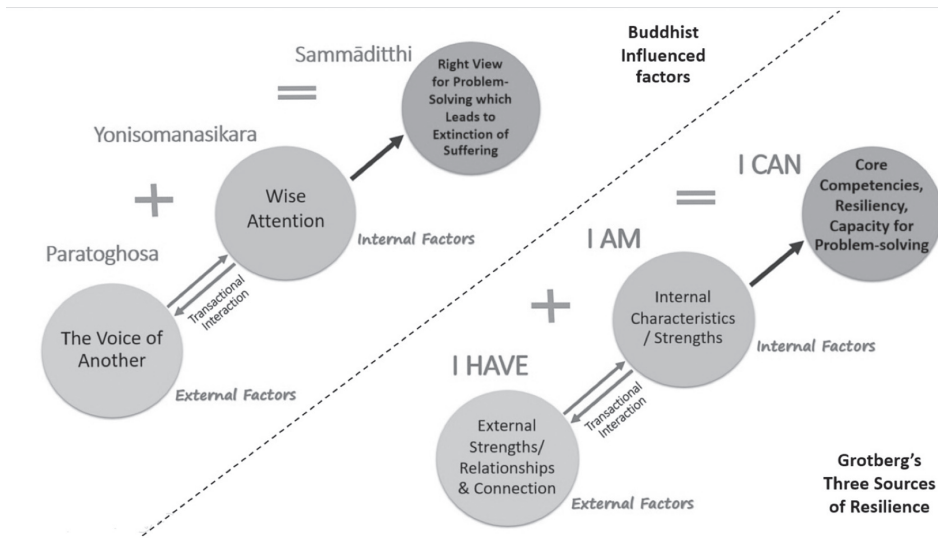 Buddhist
Influenced
factors
Sammāditthi
=
Right View
for Problem-
Solving which
Leads to
Extinction of
Suffering
Yonisomanasikara
+
Wise
Attention
Internal Factors
Paratoghosa
Transactional
Interaction
The Voice of
Another
External Factors
I CAN
=
Core
Competencies,
Resiliency,
Capacity for
Problem-solving
I AM
+
Internal
Characteristics
/ Strengths
Internal Factors
I HAVE
Transactional
Interaction
External
Strengths/
Relationships
& Connection
External Factors
Grotberg's
Three Sources
of Resilience